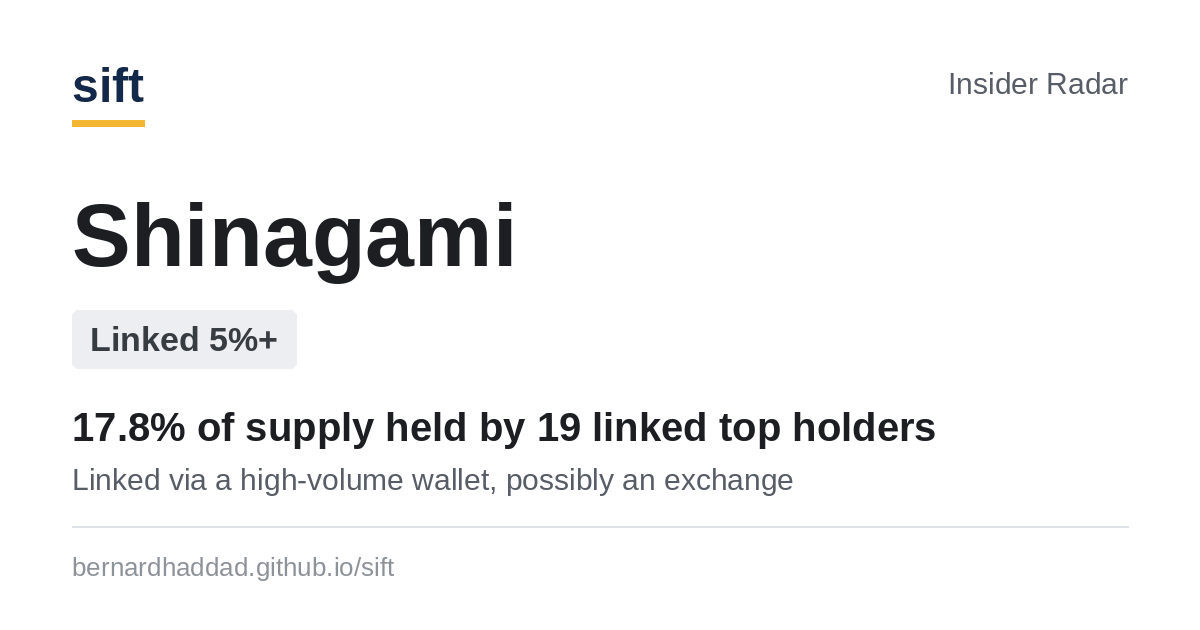 sift
Insider Radar
Shinagami
Linked 5%+
17.8% of supply held by 19 linked top holders
Linked via a high-volume wallet, possibly an exchange
bernardhaddad.github.io/sift